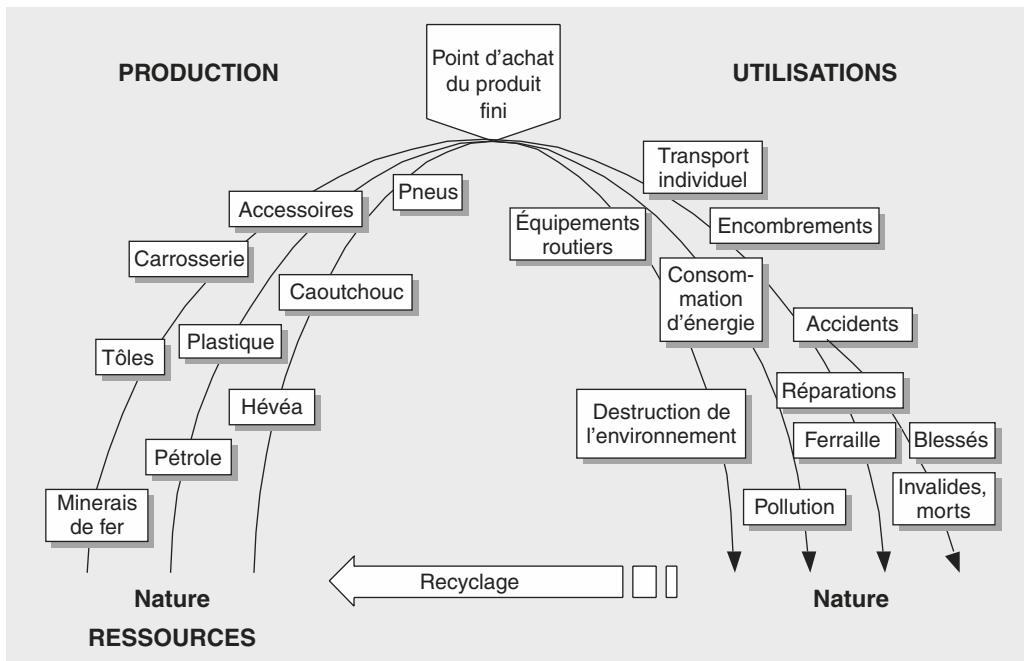 PRODUCTION
Point d'achat
du produit
fini
UTILISATIONS
Accessoires
Pneus
Carrosserie
Caoutchouc
Tôles
Plastique
Hévéa
Pétrole
Minerais
de fer
Transport
individuel
Équipements
routiers
Encombrements
Consom-
mation
d'énergie
Accidents
Destruction de
l'environnement
Réparations
Ferraille
Blessés
Pollution
Invalides,
morts
Nature
RESSOURCES
Recyclage
Nature